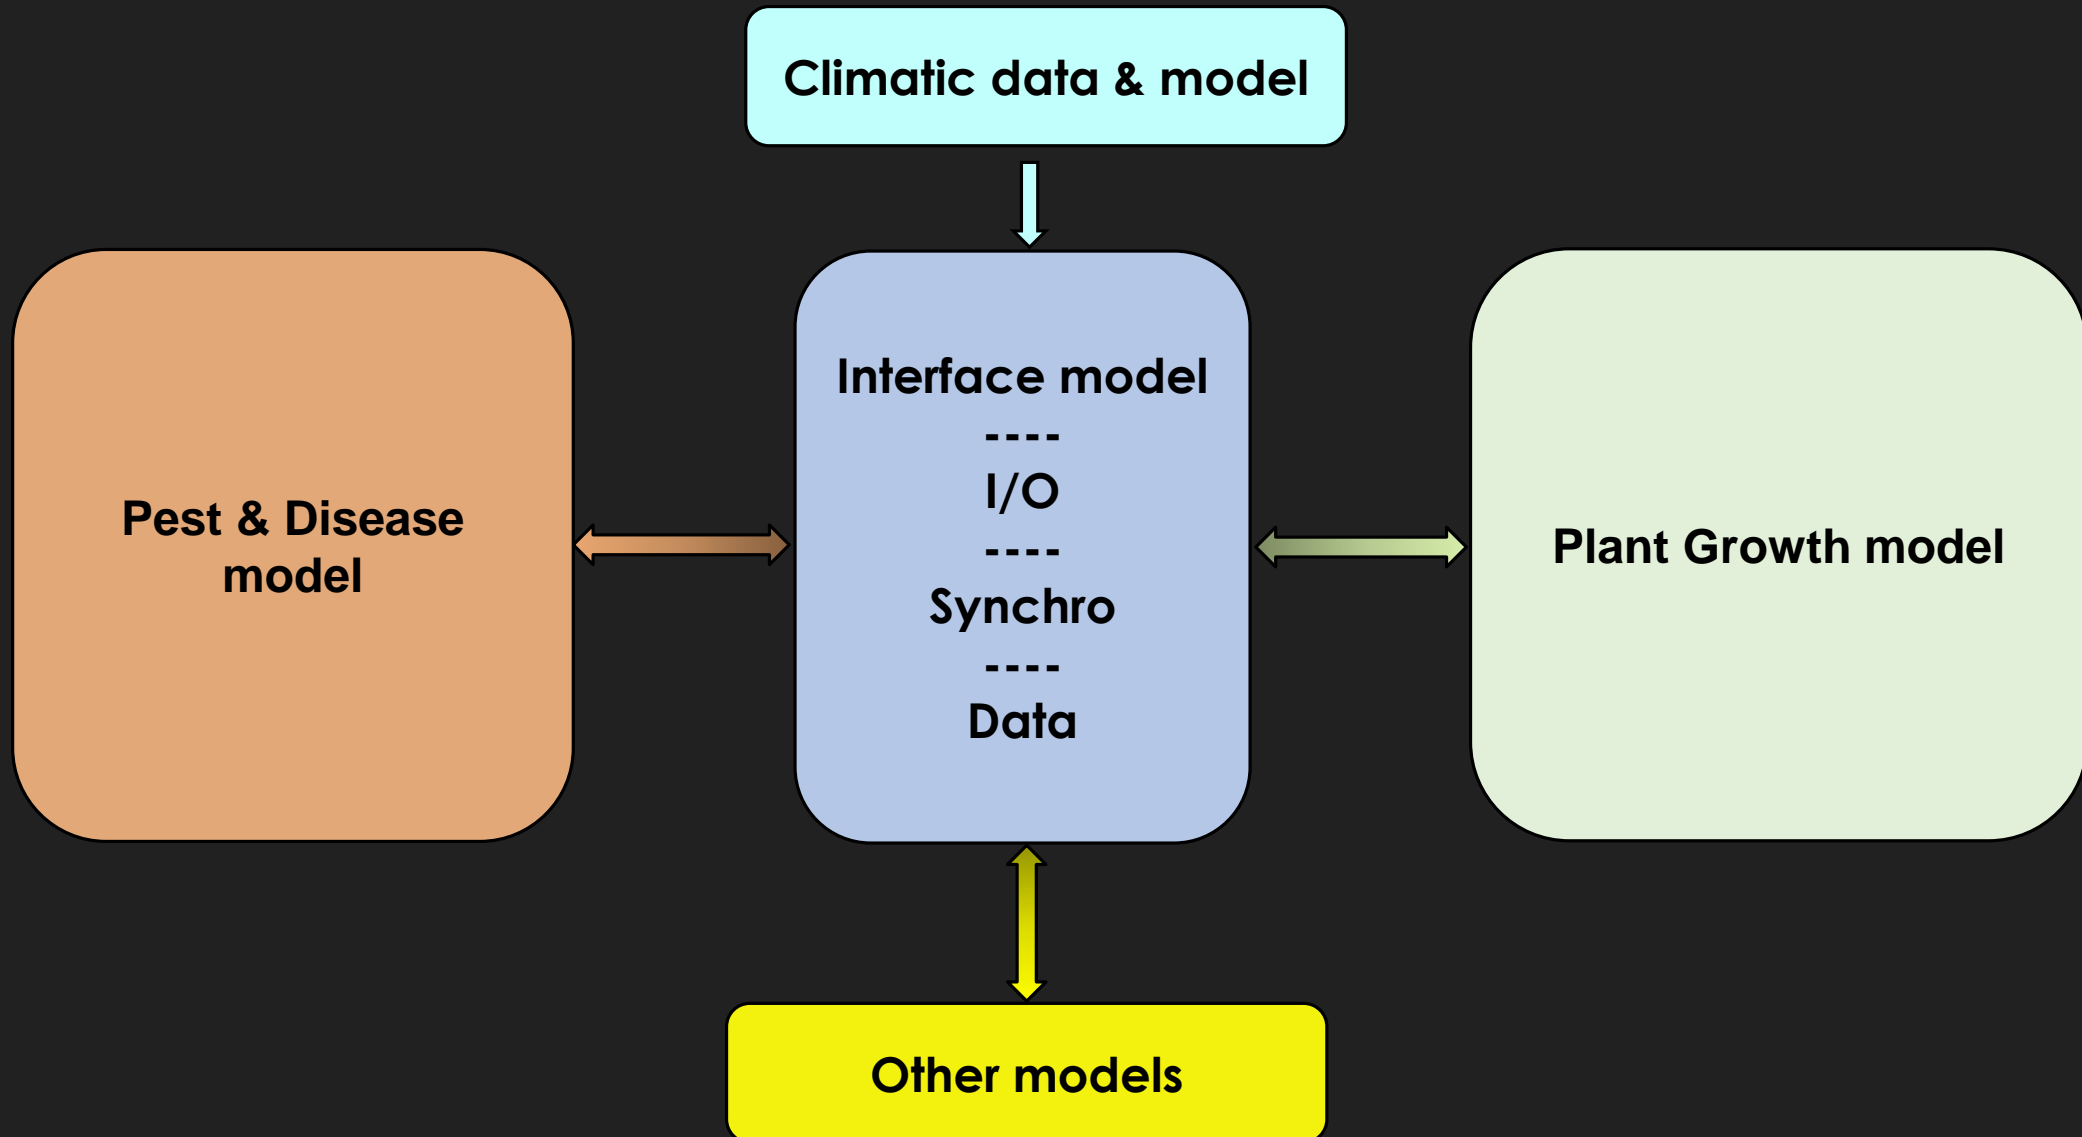 Climatic data & model
Pest & Disease
model
Interface model
----
I/O
----
Synchro
----
Data
Plant Growth model
Other models